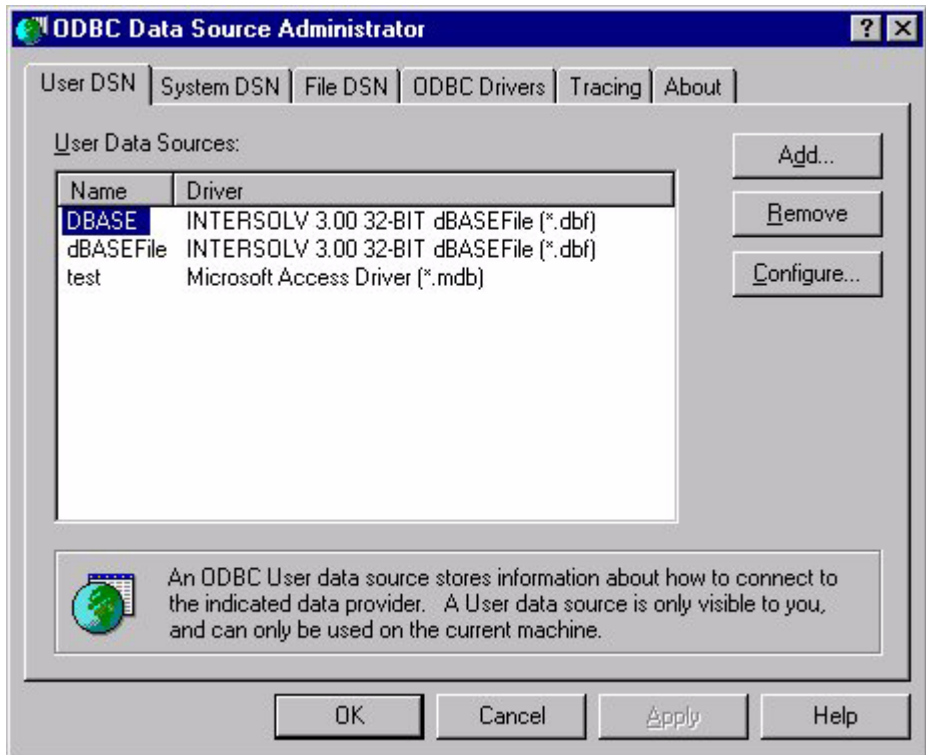 ODBC Data Source Administrator
User DSN System DSN File DSN ODBC Drivers Tracing About
User Data Sources:
Name Driver
DBASE INTERSOLV 3.00 32-BIT dBASEFile (*.dbf)
dBASEFile INTERSOLV 3.00 32-BIT dBASEFile (*.dbf)
test Microsoft Access Driver (*.mdb)
Add...
Remove
Configure...
An ODBC User data source stores information about how to connect to
the indicated data provider. A User data source is only visible to you,
and can only be used on the current machine.
OK Cancel Apply Help